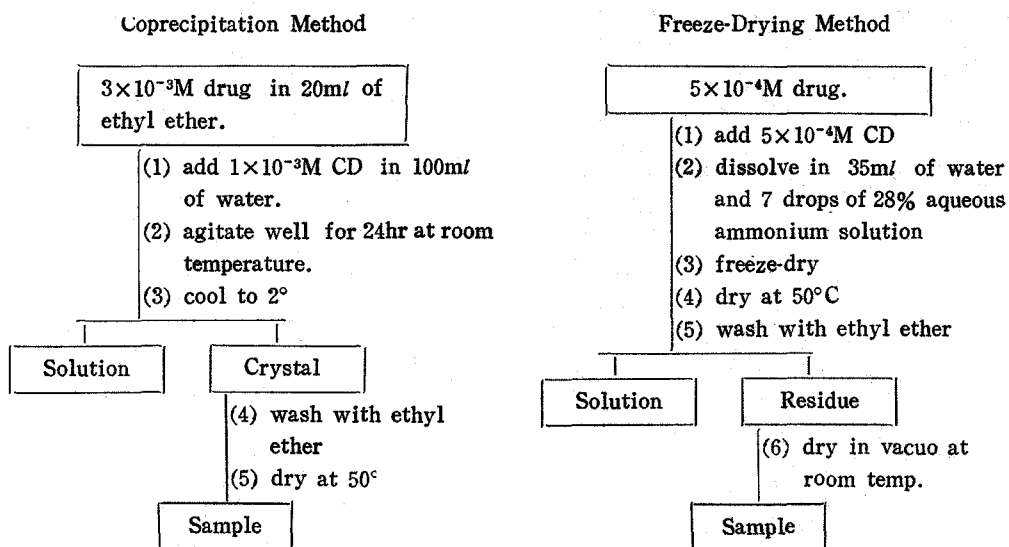 Coprecipitation Method
3×10⁻³M drug in 20ml of
ethyl ether.
(1) add 1×10⁻³M CD in 100ml
of water.
(2) agitate well for 24hr at room
temperature.
(3) cool to 2°
Solution
Crystal
(4) wash with ethyl
ether
(5) dry at 50°
Sample
Freeze-Drying Method
5×10⁻⁴M drug.
(1) add 5×10⁻⁴M CD
(2) dissolve in 35ml of water
and 7 drops of 28% aqueous
ammonium solution
(3) freeze-dry
(4) dry at 50°C
(5) wash with ethyl ether
Solution
Residue
(6) dry in vacuo at
room temp.
Sample